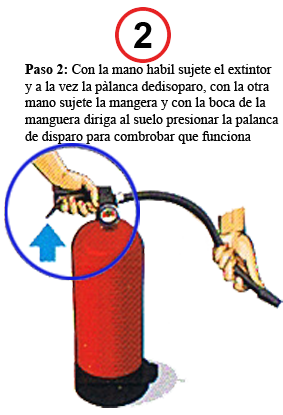 2
Paso 2: Con la mano habil sujete el extintor
y a la vez la pàlanca dedisoparo, con la otra
mano sujete la mangera y con la boca de la
manguera diriga al suelo presionar la palanca
de disparo para combrobar que funciona